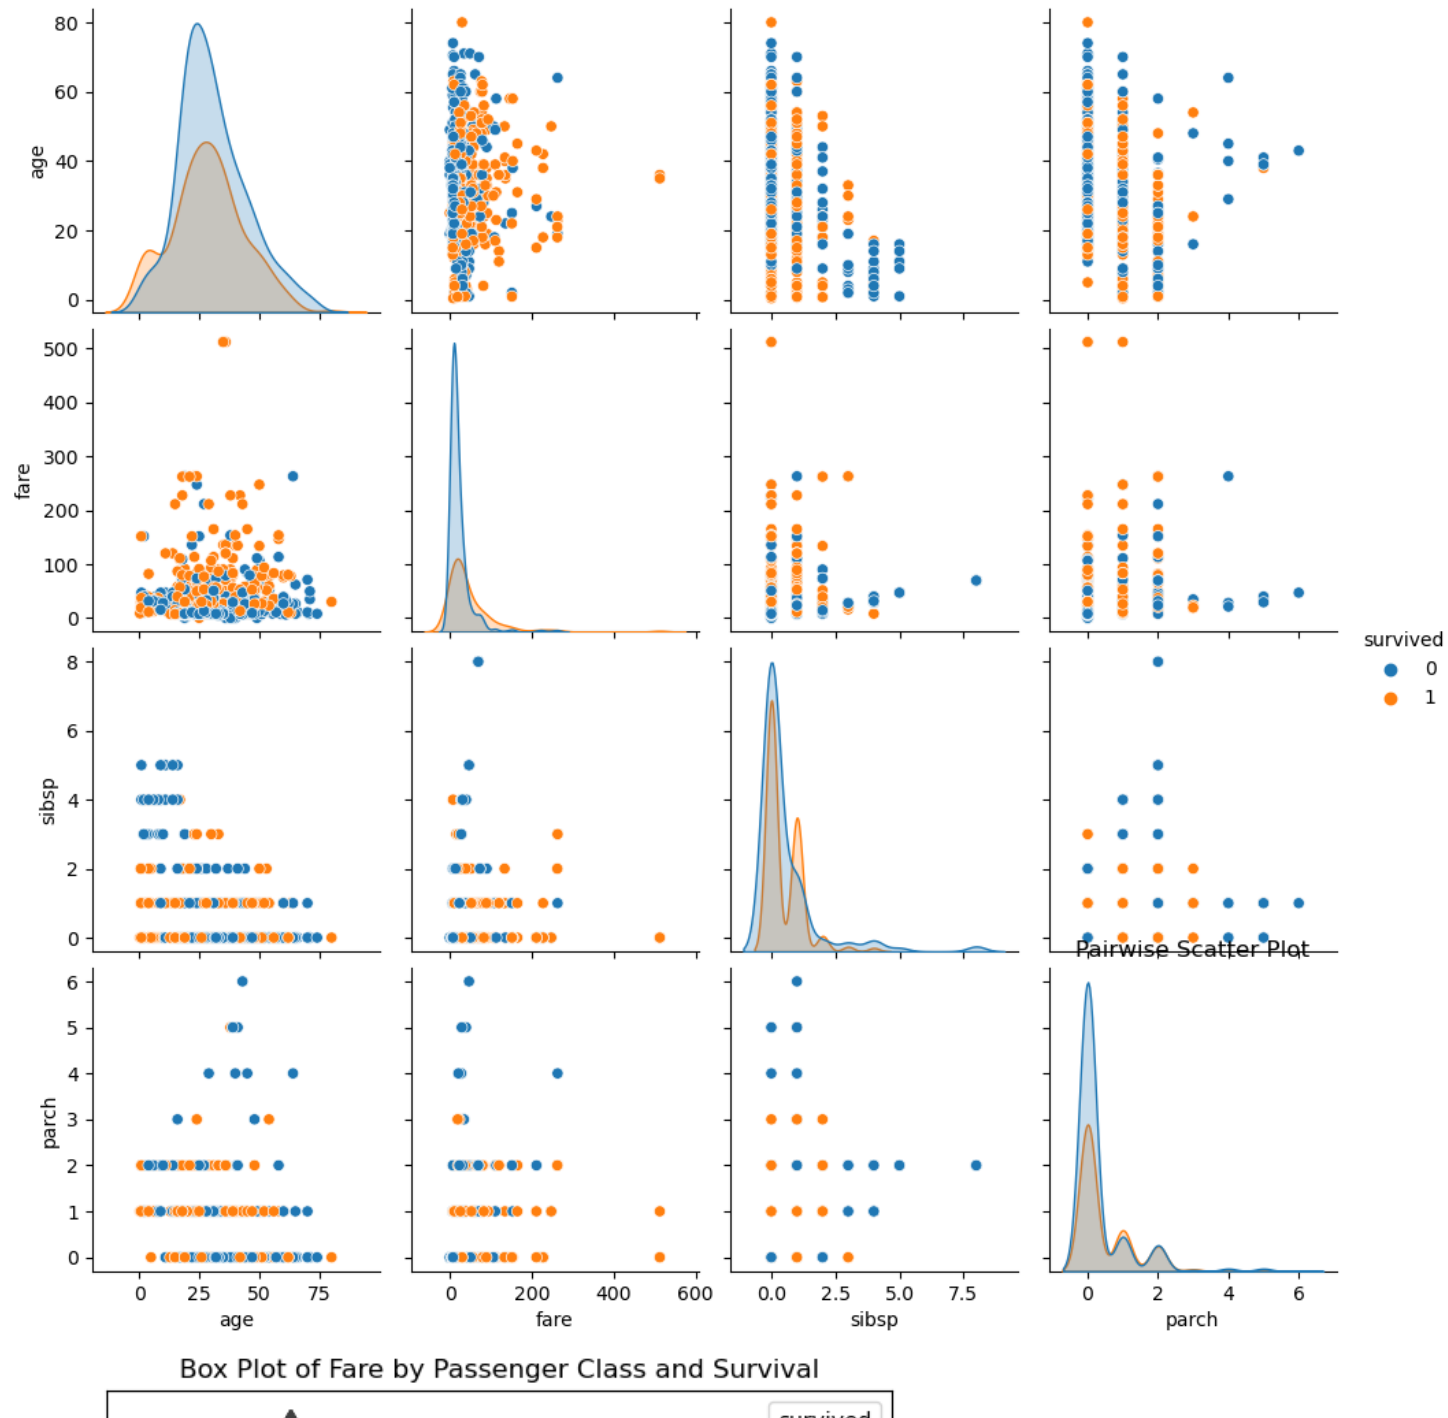 80
60
40
20
0
age
500
400
300
200
100
0
fare
survived
0
1
8
6
4
2
0
sibsp
Pairwise Scatter Plot
6
5
4
3
2
1
0
parch
0 25 50 75
0 200 400 600
0.0 2.5 5.0 7.5
0 2 4 6
age fare sibsp parch
Box Plot of Fare by Passenger Class and Survival
survived